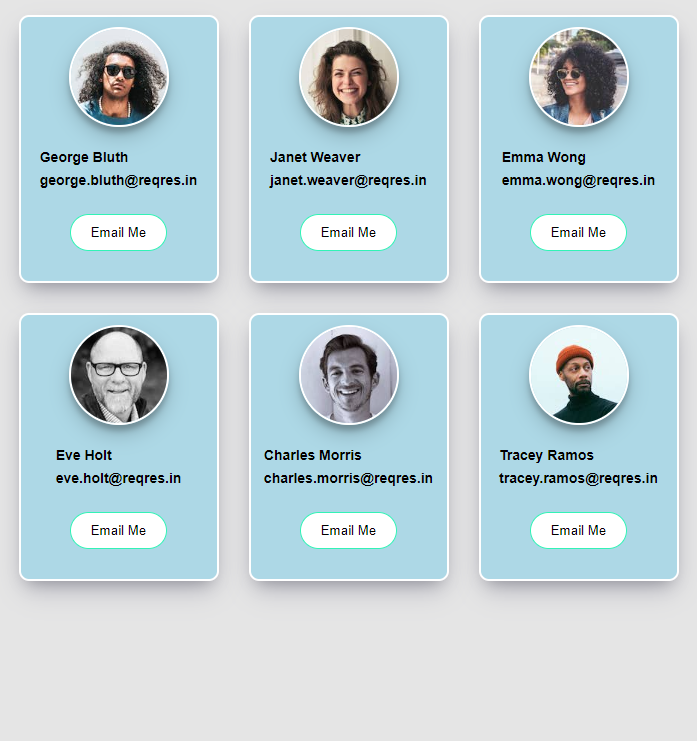 George Bluth
george.bluth@reqres.in
Email Me
Janet Weaver
janet.weaver@reqres.in
Email Me
Emma Wong
emma.wong@reqres.in
Email Me
Eve Holt
eve.holt@reqres.in
Email Me
Charles Morris
charles.morris@reqres.in
Email Me
Tracey Ramos
tracey.ramos@reqres.in
Email Me